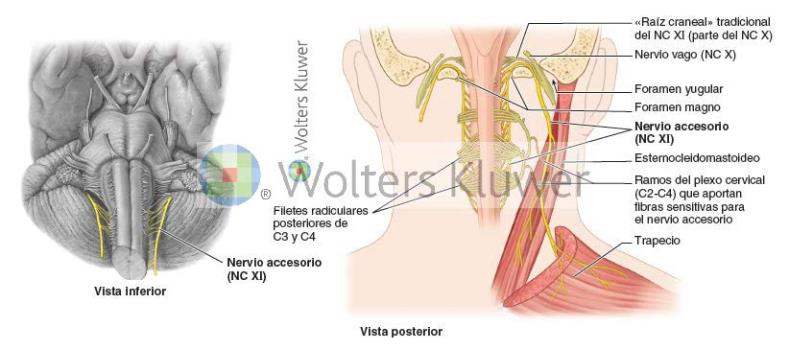 «Raíz craneal» tradicional
del NC XI (parte del NC X)
Nervio vago (NC X)
Foramen yugular
Foramen magno
Nervio accesorio
(NC XI)
Esternocleidomastoideo
Ramos del plexo cervical
(C2-C4) que aportan
fibras sensitivas para
el nervio accesorio
Trapecio
Wolters Kluwer
® Wolters Kluwer
Filetes radiculares
posteriores de
C3 y C4
Nervio accesorio
(NC XI)
Vista inferior
Vista posterior